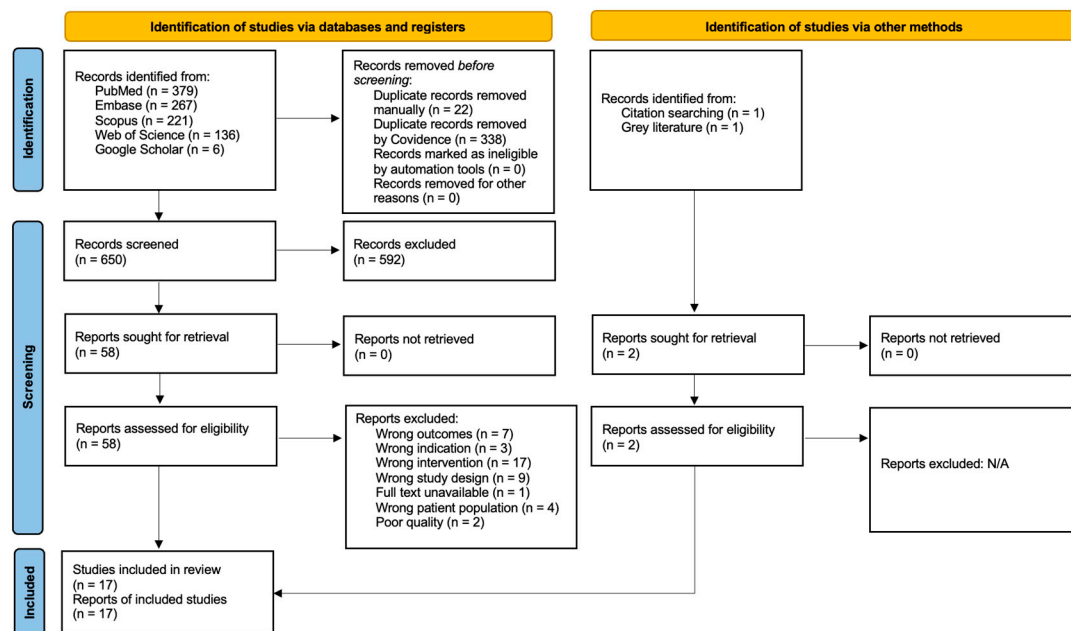 Identification of studies via databases and registers
Identification of studies via other methods
Identification
Records identified from:
PubMed (n = 379)
Embase (n = 267)
Scopus (n = 221)
Web of Science (n = 136)
Google Scholar (n = 6)
Records removed before
screening:
Duplicate records removed
manually (n = 22)
Duplicate records removed
by Covidence (n = 338)
Records marked as ineligible
by automation tools (n = 0)
Records removed for other
reasons (n = 0)
Records identified from:
Citation searching (n = 1)
Grey literature (n = 1)
Screening
Records screened
(n = 650)
Records excluded
(n = 592)
Reports sought for retrieval
(n = 58)
Reports not retrieved
(n = 0)
Reports sought for retrieval
(n = 2)
Reports not retrieved
(n = 0)
Reports assessed for eligibility
(n = 58)
Reports excluded:
Wrong outcomes (n = 7)
Wrong indication (n = 3)
Wrong intervention (n = 17)
Wrong study design (n = 9)
Full text unavailable (n = 1)
Wrong patient population (n = 4)
Poor quality (n = 2)
Reports assessed for eligibility
(n = 2)
Reports excluded: N/A
Included
Studies included in review
(n = 17)
Reports of included studies
(n = 17)